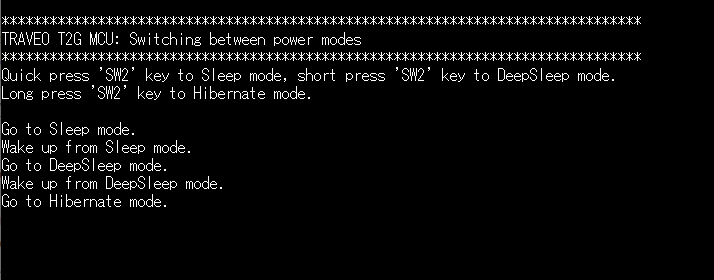 ********************************************************************************
TRAVEO T2G MCU: Switching between power modes
********************************************************************************
Quick press 'SW2' key to Sleep mode, short press 'SW2' key to DeepSleep mode.
Long press 'SW2' key to Hibernate mode.
Go to Sleep mode.
Wake up from Sleep mode.
Go to DeepSleep mode.
Wake up from DeepSleep mode.
Go to Hibernate mode.